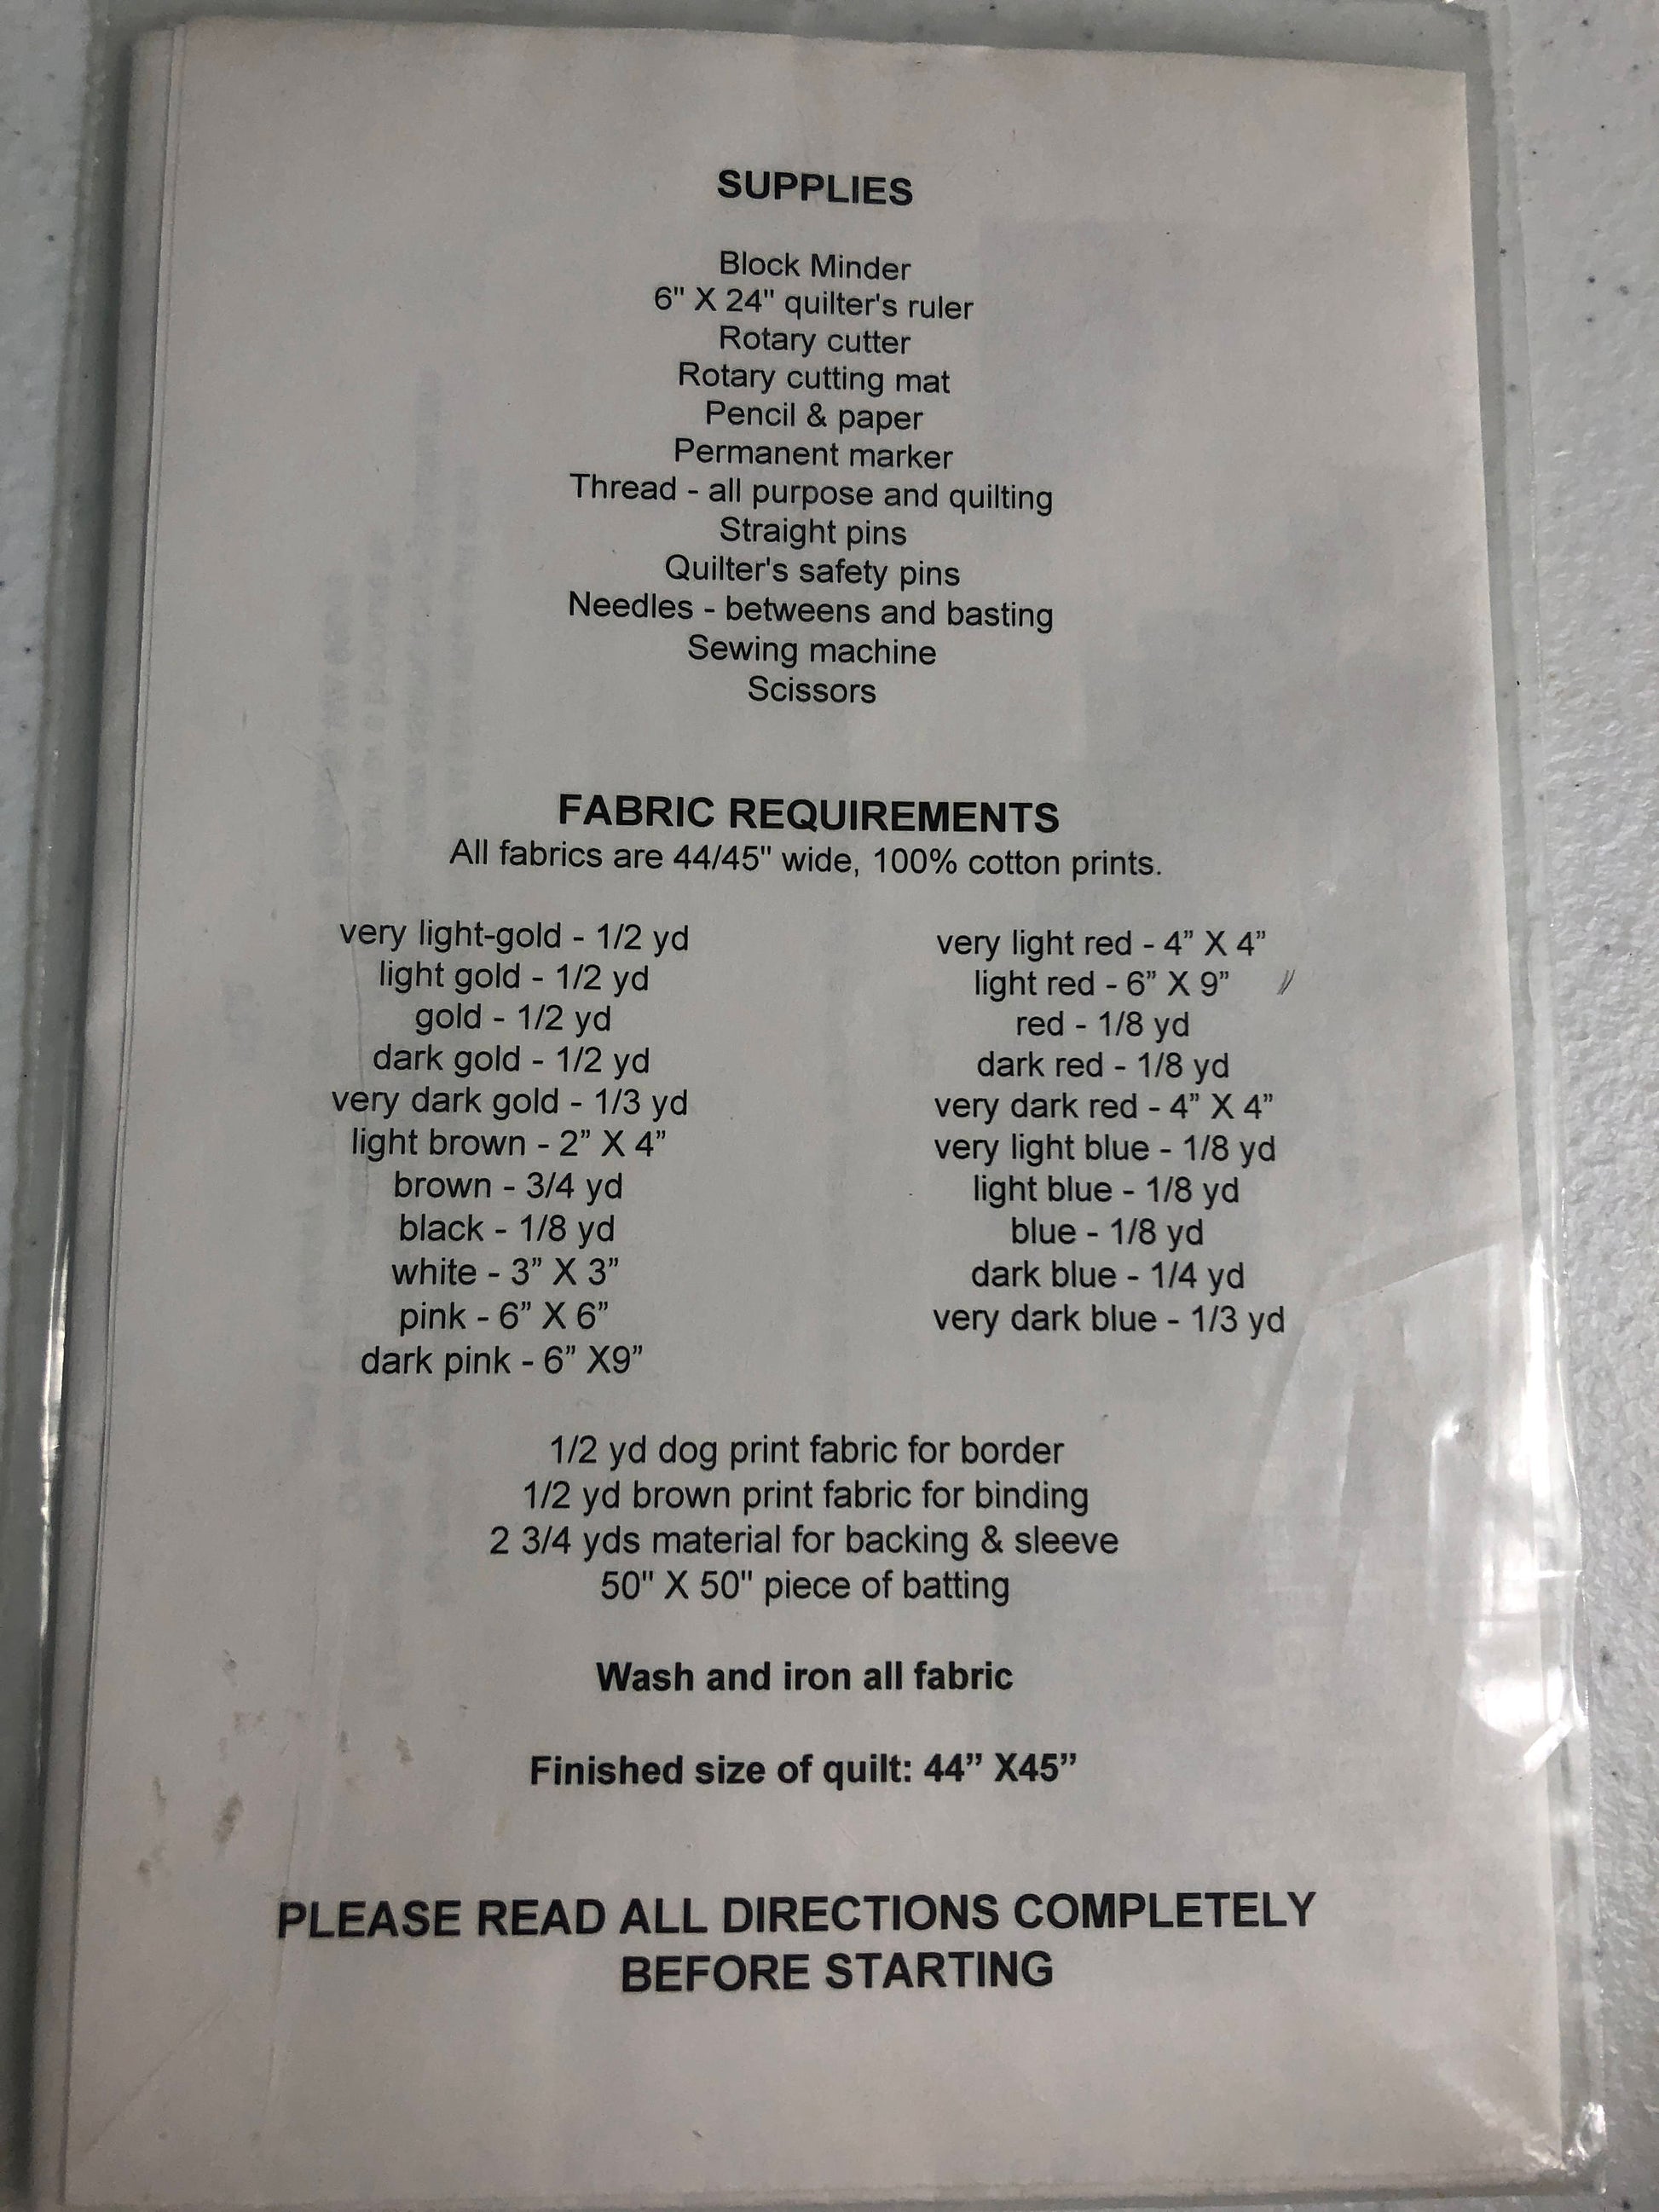 SUPPLIES
Block Minder
6" X 24" quilter's ruler
Rotary cutter
Rotary cutting mat
Pencil & paper
Permanent marker
Thread - all purpose and quilting
Straight pins
Quilter's safety pins
Needles - betweens and basting
Sewing machine
Scissors
FABRIC REQUIREMENTS
All fabrics are 44/45" wide, 100% cotton prints.
very light-gold - 1/2 yd
light gold - 1/2 yd
gold - 1/2 yd
dark gold - 1/2 yd
very dark gold - 1/3 yd
light brown - 2” X 4”
brown - 3/4 yd
black - 1/8 yd
white - 3” X 3”
pink - 6” X 6”
dark pink - 6” X9”
very light red - 4” X 4”
light red - 6” X 9”
red - 1/8 yd
dark red - 1/8 yd
very dark red - 4” X 4”
very light blue - 1/8 yd
light blue - 1/8 yd
blue - 1/8 yd
dark blue - 1/4 yd
very dark blue - 1/3 yd
1/2 yd dog print fabric for border
1/2 yd brown print fabric for binding
2 3/4 yds material for backing & sleeve
50" X 50" piece of batting
Wash and iron all fabric
Finished size of quilt: 44” X45”
PLEASE READ ALL DIRECTIONS COMPLETELY
BEFORE STARTING